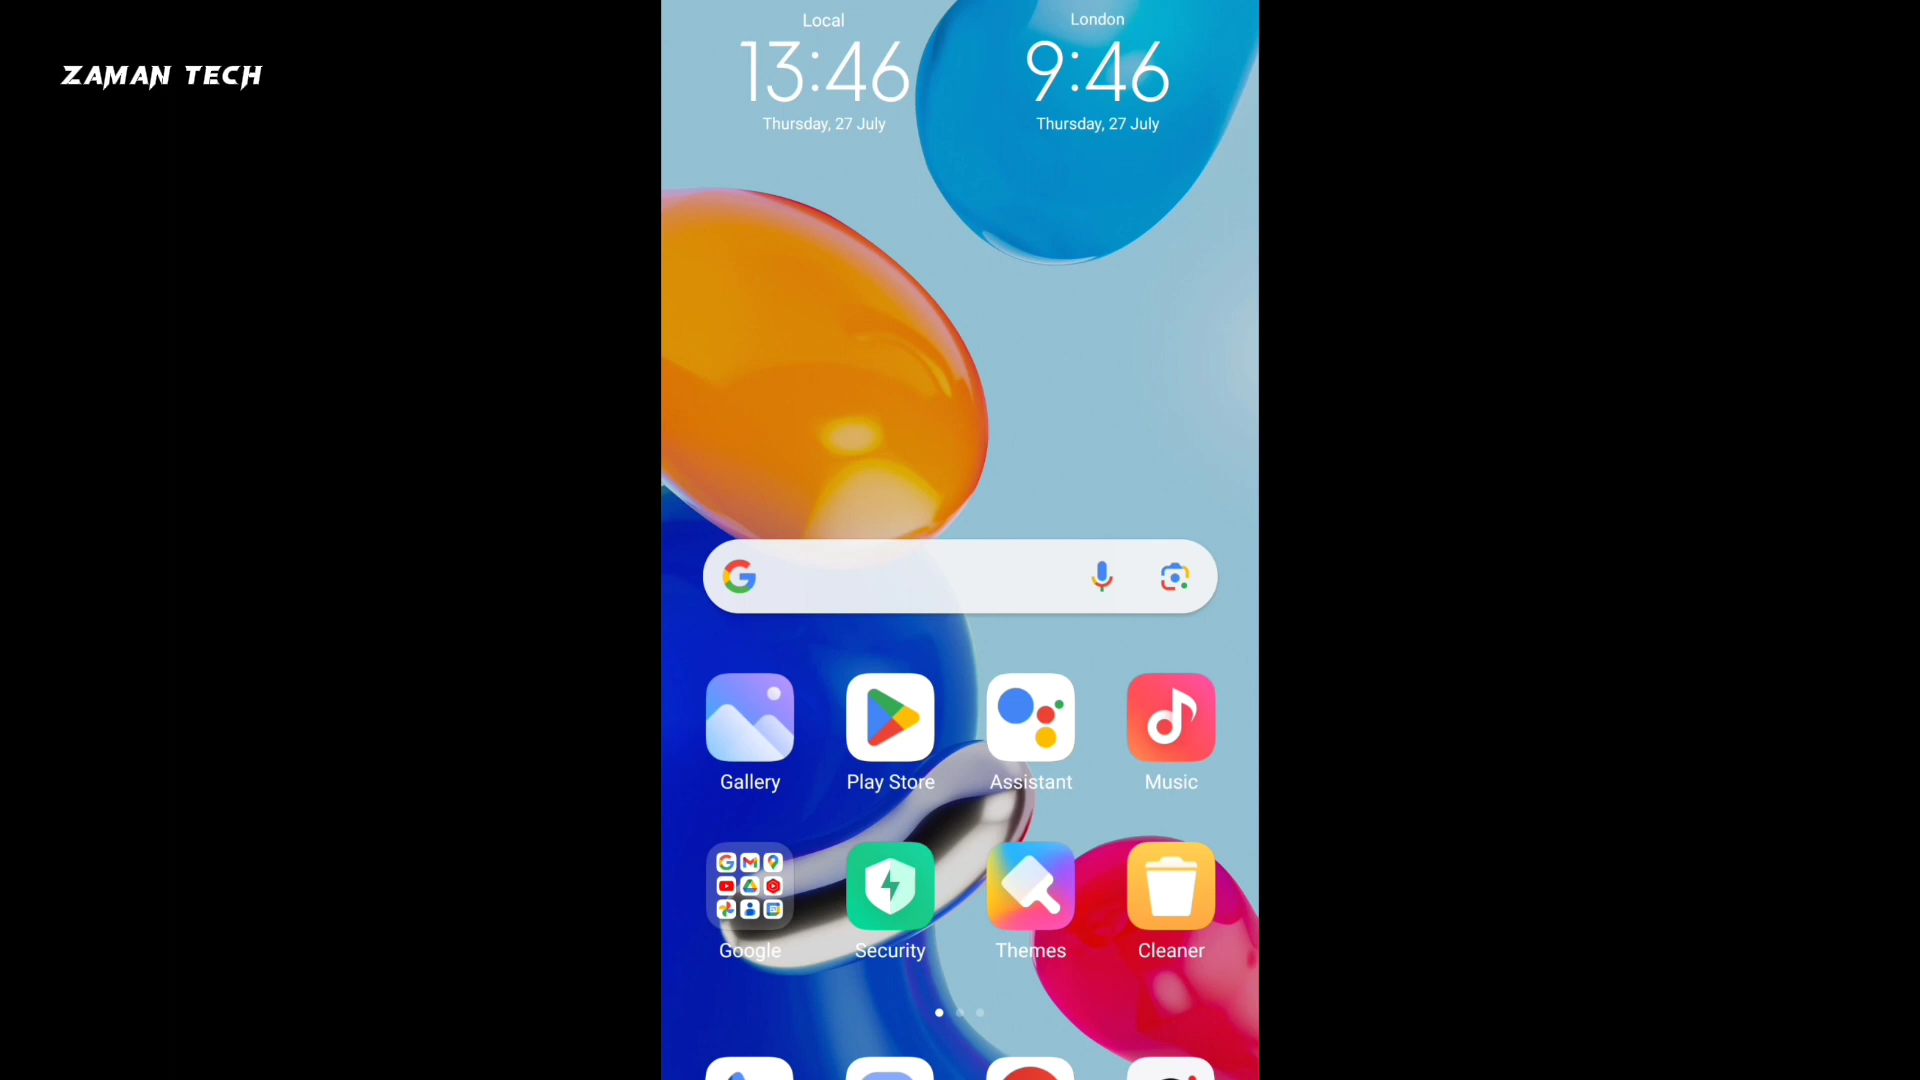 ZAMAN TECH
Local
London
13:46
9:46
Thursday, 27 July
Thursday, 27 July
Gallery
Play Store
Assistant
Music
Google
Security
Themes
Cleaner